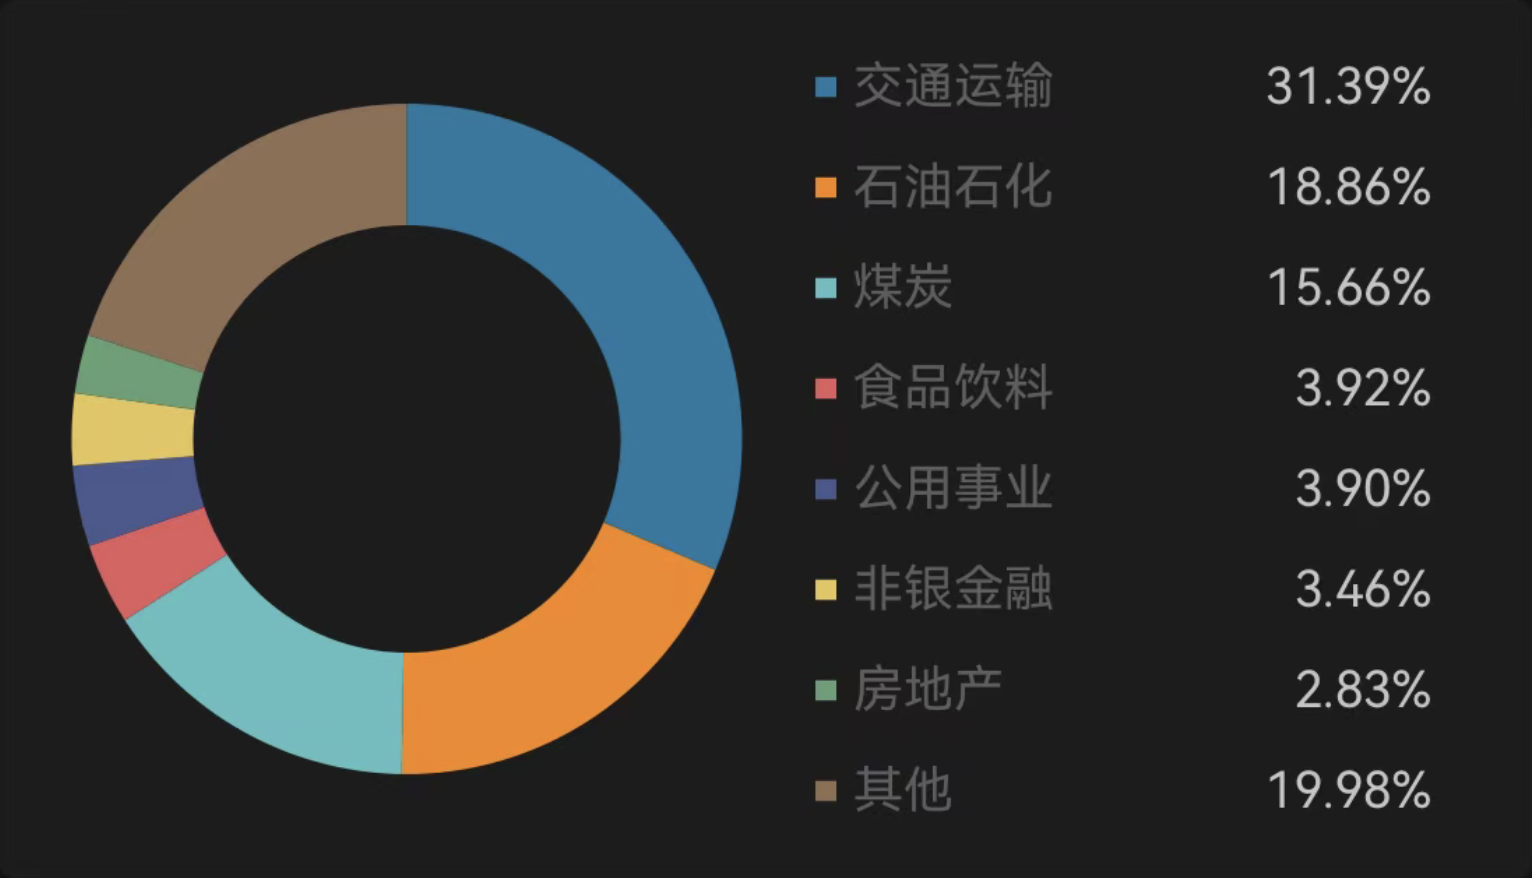 交通运输 31.39%
石油石化 18.86%
煤炭 15.66%
食品饮料 3.92%
公用事业 3.90%
非银金融 3.46%
房地产 2.83%
其他 19.98%